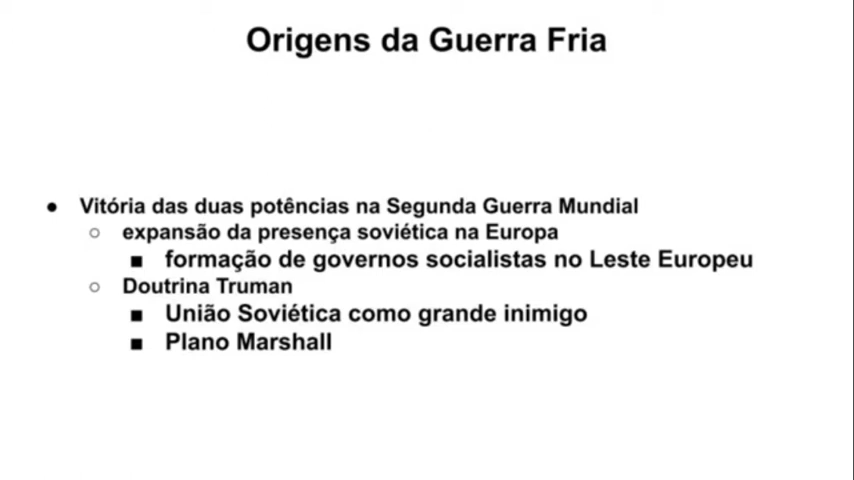 Origens da Guerra Fria
● Vitória das duas potências na Segunda Guerra Mundial
○ expansão da presença soviética na Europa
■ formação de governos socialistas no Leste Europeu
○ Doutrina Truman
■ União Soviética como grande inimigo
■ Plano Marshall